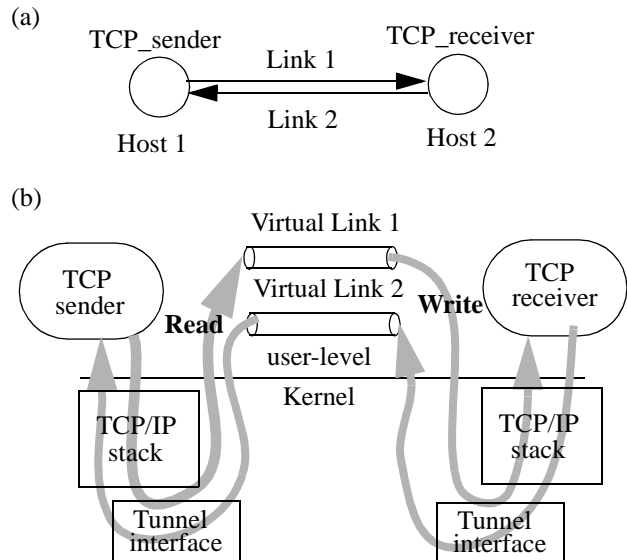 (a)
TCP_sender
TCP_receiver
Link 1
Link 2
Host 1
Host 2
(b)
Virtual Link 1
TCP
sender
Virtual Link 2
TCP
receiver
Read
Write
user-level
Kernel
TCP/IP
stack
TCP/IP
stack
Tunnel
interface
Tunnel
interface